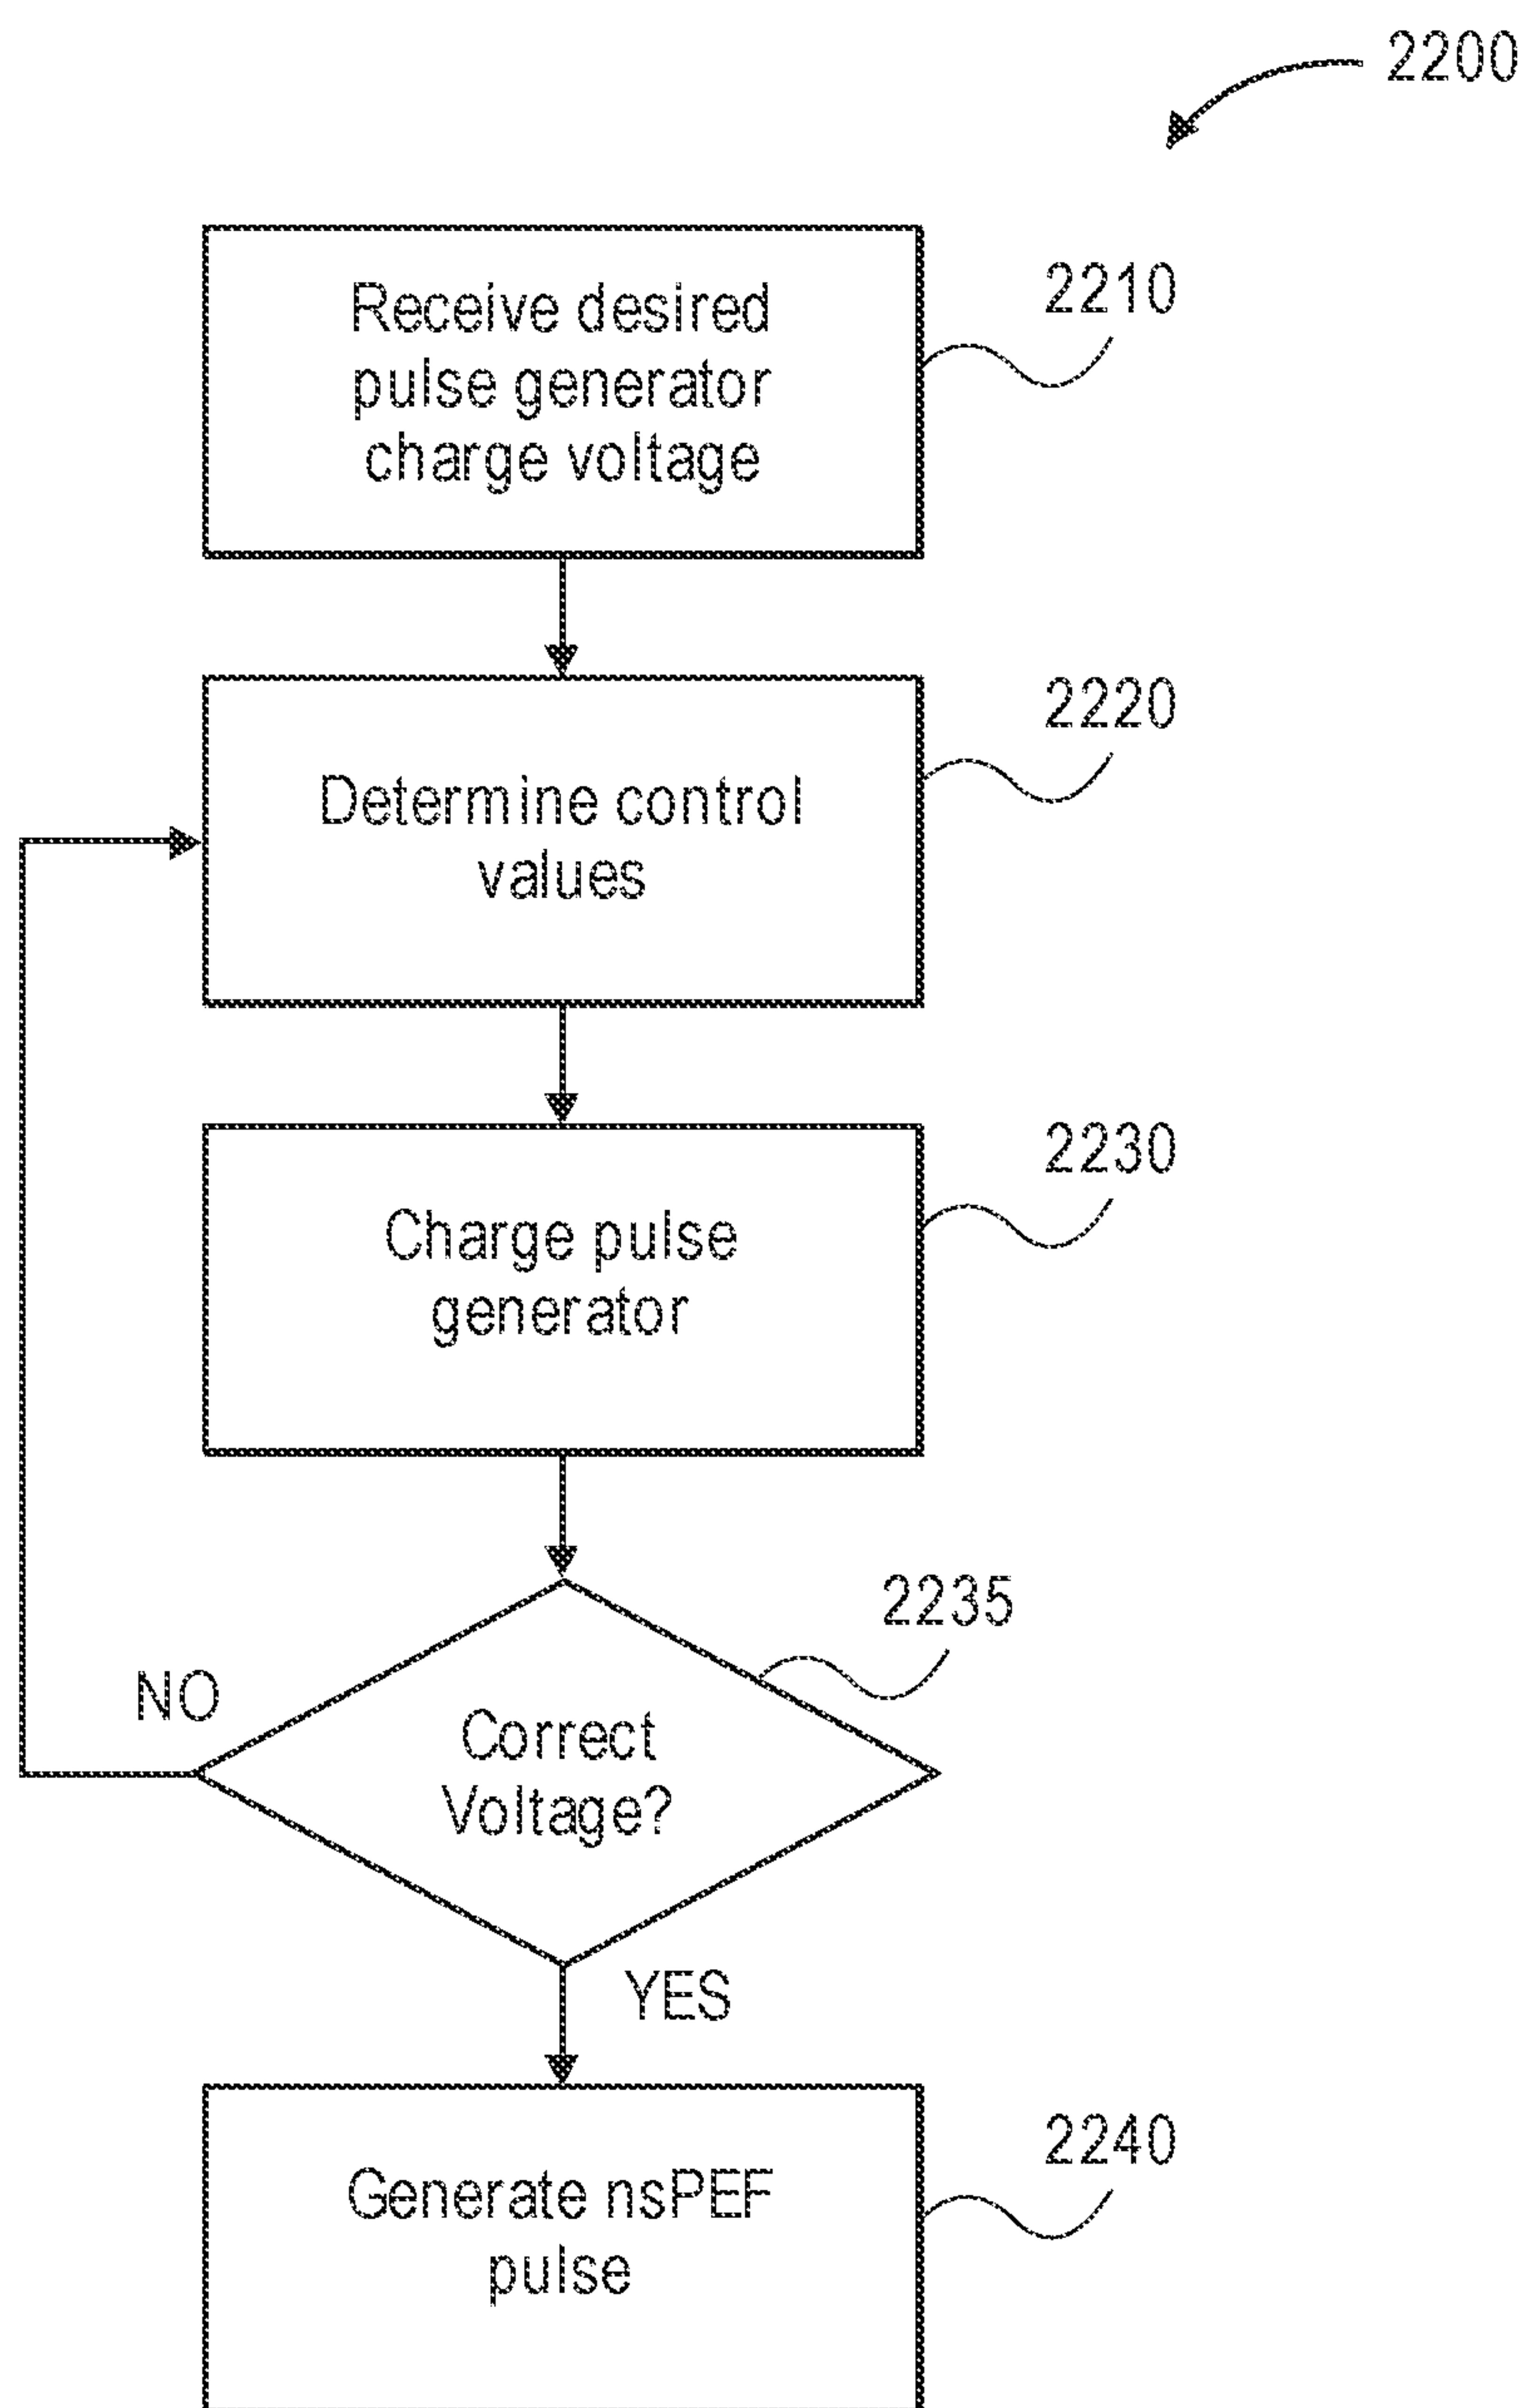 2200
Receive desired
pulse generator
charge voltage
2210
Determine control
values
2220
Charge pulse
generator
2230
Correct
Voltage?
2235
NO
YES
Generate nsPEF
pulse
2240